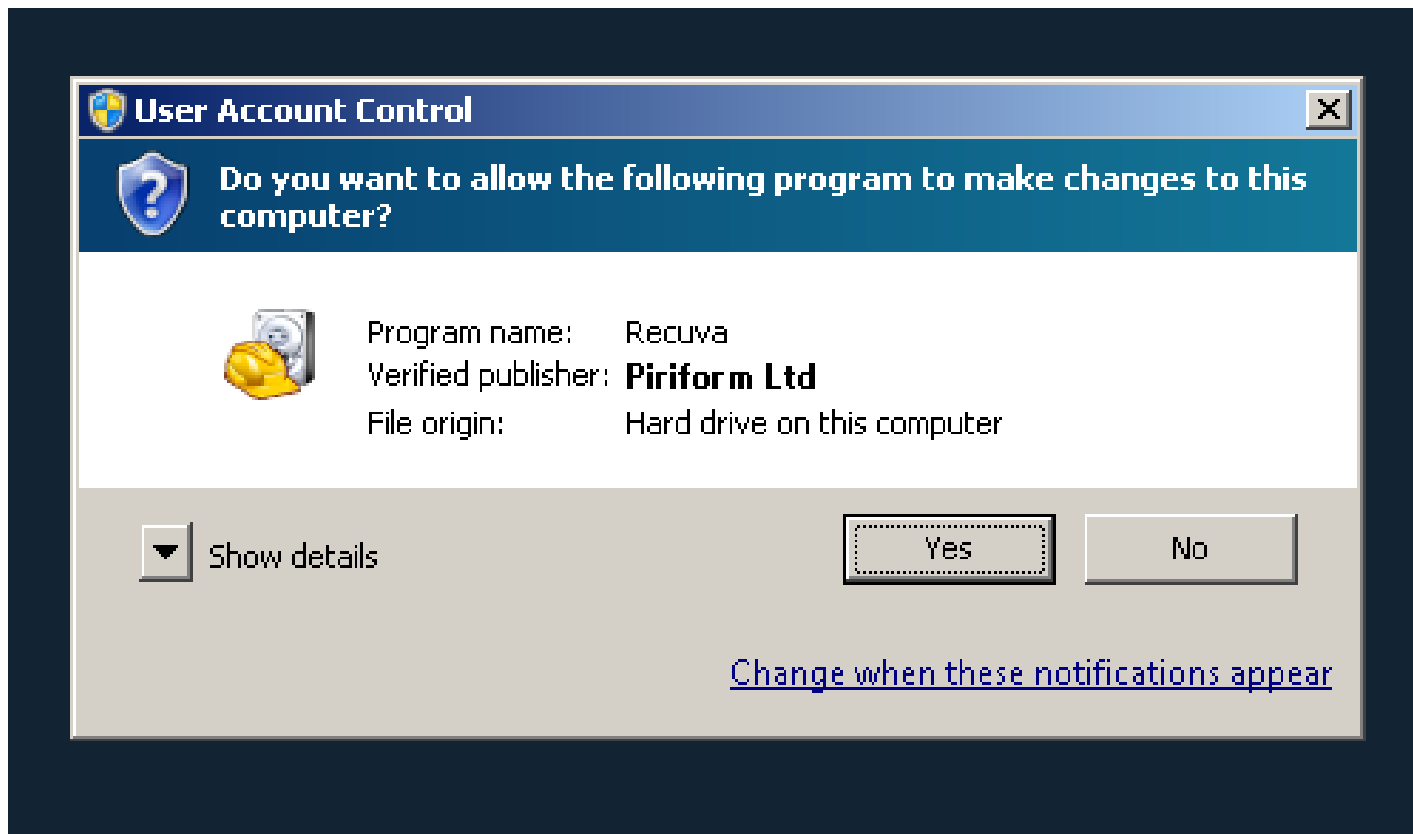 User Account Control
Do you want to allow the following program to make changes to this
computer?
Program name: Recuva
Verified publisher: Piriform Ltd
File origin: Hard drive on this computer
Show details
Yes No
Change when these notifications appear